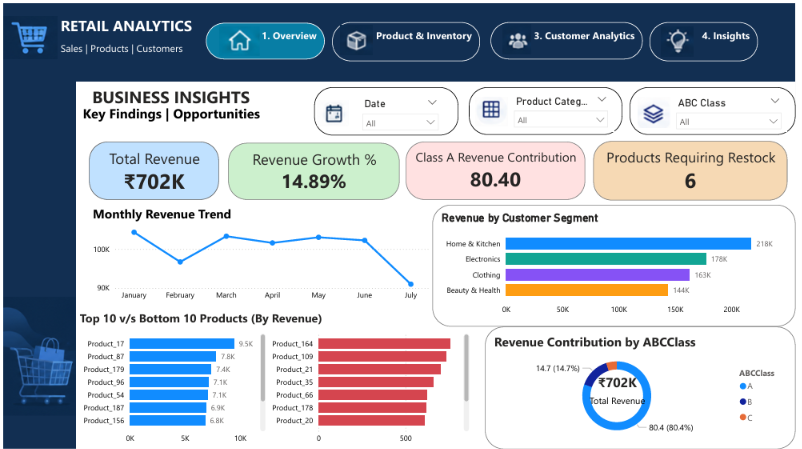 RETAIL ANALYTICS
Sales | Products | Customers
1. Overview
Product & Inventory
3. Customer Analytics
4. Insights
BUSINESS INSIGHTS
Key Findings | Opportunities
Date
All
Product Categ...
All
ABC Class
All
Total Revenue
₹702K
Revenue Growth %
14.89%
Class A Revenue Contribution
80.40
Products Requiring Restock
6
Monthly Revenue Trend
100K
90K
January February March April May June July
Revenue by Customer Segment
Home & Kitchen 218K
Electronics 178K
Clothing 163K
Beauty & Health 144K
0K 50K 100K 150K 200K
Top 10 v/s Bottom 10 Products (By Revenue)
Product_17 9.5K
Product_87 7.8K
Product_179 7.4K
Product_96 7.1K
Product_54 7.1K
Product_187 6.9K
Product_156 6.8K
0K 5K 10K
Product_164
Product_109
Product_21
Product_35
Product_66
Product_178
Product_20
0 500
Revenue Contribution by ABCClass
14.7 (14.7%)
₹702K
Total Revenue
80.4 (80.4%)
ABCClass
A
B
C